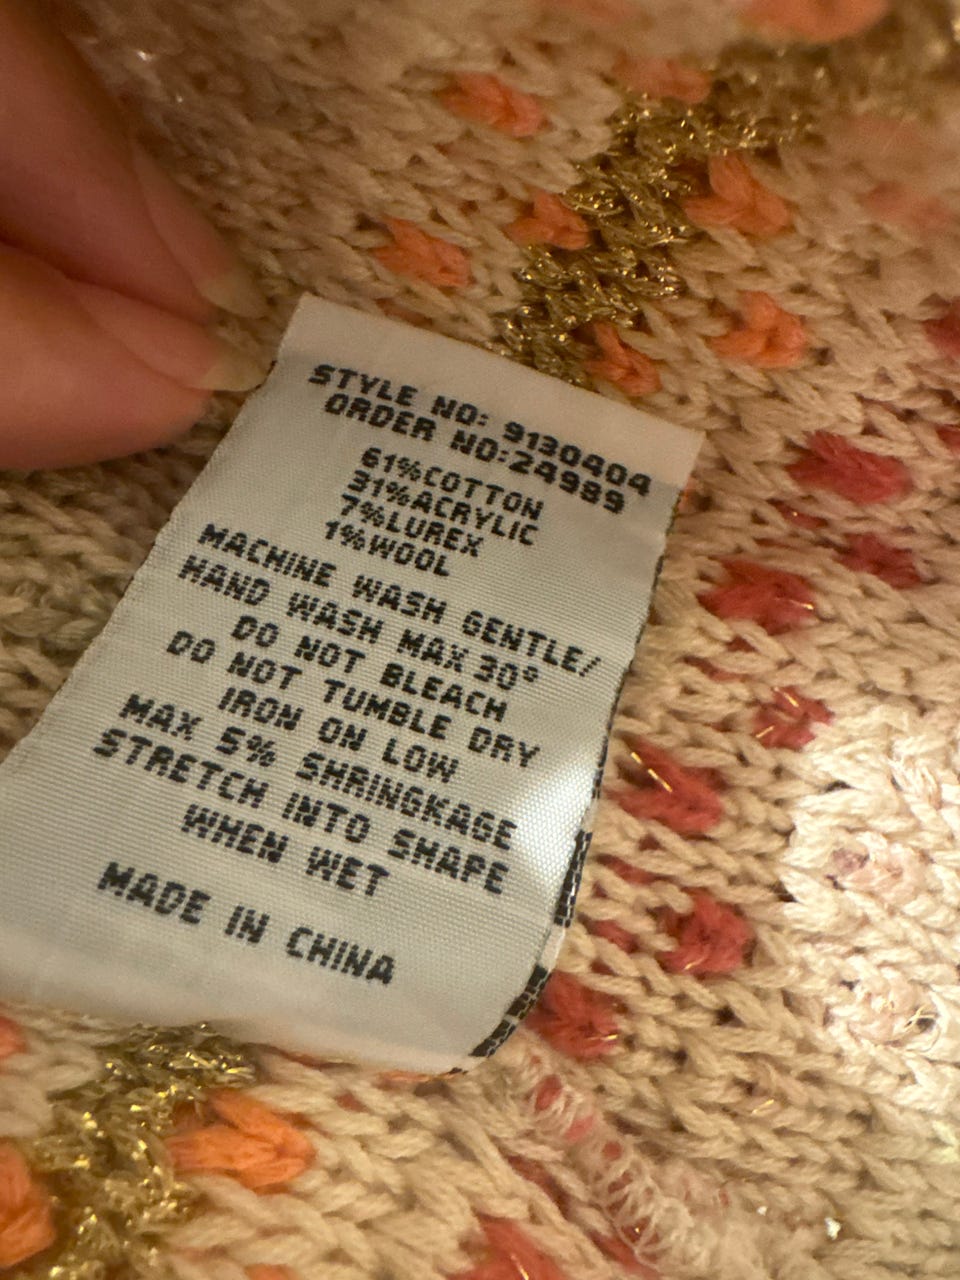 STYLE NO: 9130404
ORDER NO:24989
61%COTTON
31%ACRYLIC
7%LUREX
1%WOOL
MACHINE WASH GENTLE/
HAND WASH MAX 30°
DO NOT BLEACH
DO NOT TUMBLE DRY
IRON ON LOW
MAX 5% SHRINGKAGE
STRETCH INTO SHAPE
WHEN WET
MADE IN CHINA